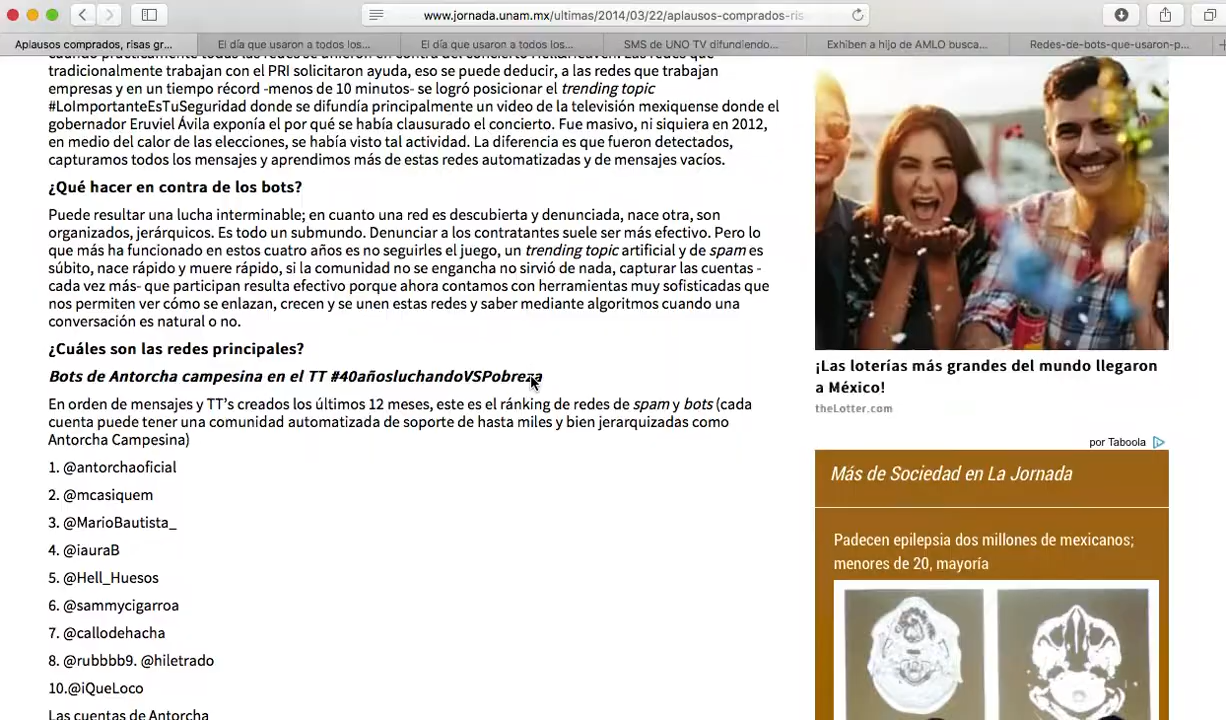 www.jornada.unam.mx/ultimas/2014/03/22/aplausos-comprados-ris
Aplausos comprados, risas gr...
El día que usaron a todos los...
El día que usaron a todos los...
SMS de UNO TV difundiendo...
Exhiben a hijo de AMLO busca...
Redes-de-bots-que-usaron-p...
tradicionalmente trabajan con el PRI solicitaron ayuda, eso se puede deducir, a las redes que trabajan
empresas y en un tiempo récord -menos de 10 minutos- se logró posicionar el trending topic
#LoImportanteEsTuSeguridad donde se difundía principalmente un video de la televisión mexiquense donde el
gobernador Eruviel Ávila exponía el por qué se había clausurado el concierto. Fue masivo, ni siquiera en 2012,
en medio del calor de las elecciones, se había visto tal actividad. La diferencia es que fueron detectados,
capturamos todos los mensajes y aprendimos más de estas redes automatizadas y de mensajes vacíos.
¿Qué hacer en contra de los bots?
Puede resultar una lucha interminable; en cuanto una red es descubierta y denunciada, nace otra, son
organizados, jerárquicos. Es todo un submundo. Denunciar a los contratantes suele ser más efectivo. Pero lo
que más ha funcionado en estos cuatro años es no seguirles el juego, un trending topic artificial y de spam es
súbito, nace rápido y muere rápido, si la comunidad no se engancha no sirvió de nada, capturar las cuentas -
cada vez más- que participan resulta efectivo porque ahora contamos con herramientas muy sofisticadas que
nos permiten ver cómo se enlazan, crecen y se unen estas redes y saber mediante algoritmos cuando una
conversación es natural o no.
¿Cuáles son las redes principales?
Bots de Antorcha campesina en el TT #40añosluchandoVSPobreza
En orden de mensajes y TT's creados los últimos 12 meses, este es el ránking de redes de spam y bots (cada
cuenta puede tener una comunidad automatizada de soporte de hasta miles y bien jerarquizadas como
Antorcha Campesina)
1. @antorchaoficial
2. @mcasiquem
3. @MarioBautista_
4. @iauraB
5. @Hell_Huesos
6. @sammycigarroa
7. @callodehacha
8. @rubbbb9. @hiletrado
10.@iQueLoco
Las cuentas de Antorcha
¡Las loterías más grandes del mundo llegaron
a México!
theLotter.com
por Taboola
Más de Sociedad en La Jornada
Padecen epilepsia dos millones de mexicanos;
menores de 20, mayoría